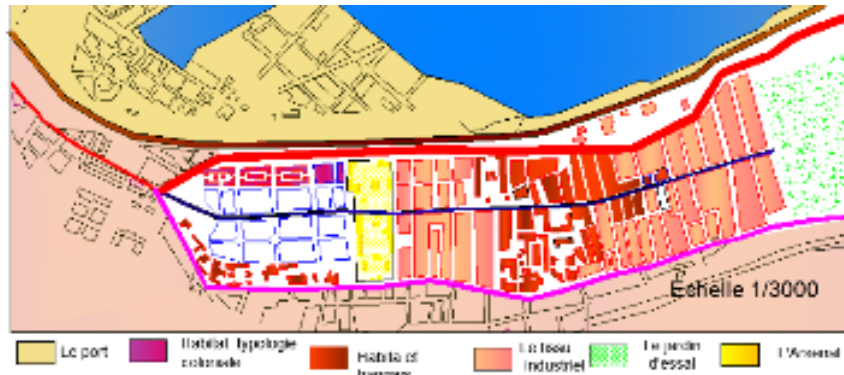 Echelle 1/3000
Le port
Habitat typologie
coloniale
Habita et
Le tissu
industriel
Le jardin
d'essai
L'Arsenal